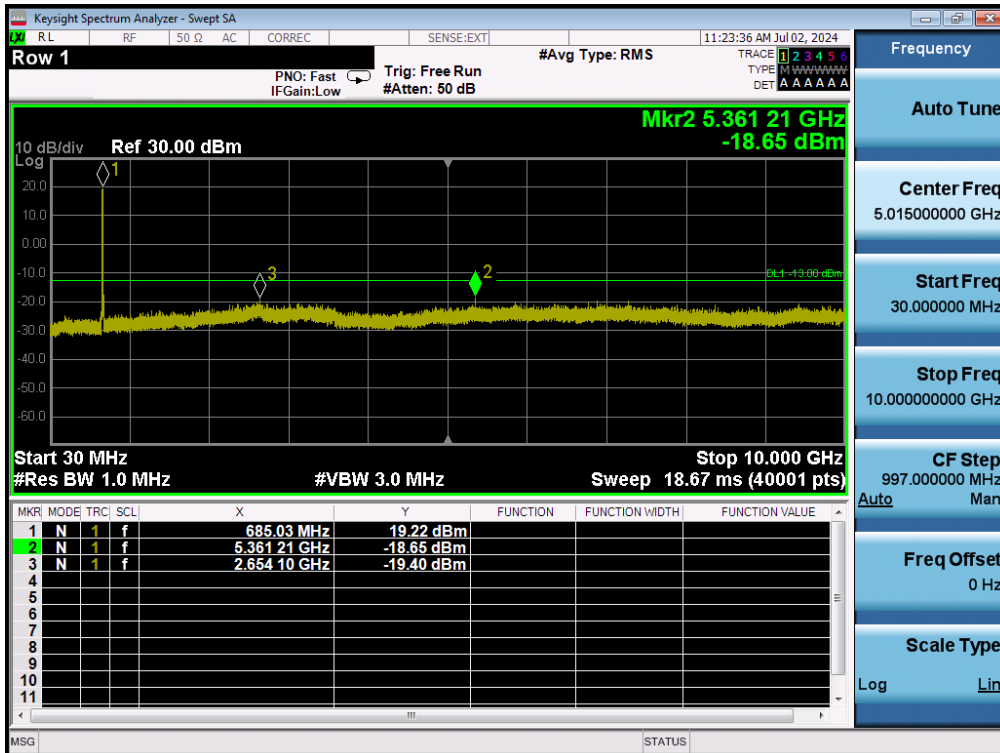 Keysight Spectrum Analyzer - Swept SA
LXI RL RF 50 Ω AC CORREC SENSE:EXT 11:23:36 AM Jul 02, 2024
Row 1
PNO: Fast
IFGain:Low
Trig: Free Run
#Atten: 50 dB
#Avg Type: RMS
TRACE 1 2 3 4 5 6
TYPE M W W W W W
DET A A A A A A
Mkr2 5.361 21 GHz
-18.65 dBm
10 dB/div Ref 30.00 dBm
Log
1
20.0
10.0
0.00
-10.0
3
2
DL1 -13.00 dBm
-20.0
-30.0
-40.0
-50.0
-60.0
Start 30 MHz Stop 10.000 GHz
#Res BW 1.0 MHz #VBW 3.0 MHz Sweep 18.67 ms (40001 pts)
MKR MODE TRC SCL X Y FUNCTION FUNCTION WIDTH FUNCTION VALUE
1 N 1 f 685.03 MHz 19.22 dBm
2 N 1 f 5.361 21 GHz -18.65 dBm
3 N 1 f 2.654 10 GHz -19.40 dBm
4
5
6
7
8
9
10
11
MSG STATUS
Frequency
Auto Tune
Center Freq
5.015000000 GHz
Start Freq
30.000000 MHz
Stop Freq
10.000000000 GHz
CF Step
997.000000 MHz
Auto Man
Freq Offset
0 Hz
Scale Type
Log Lin